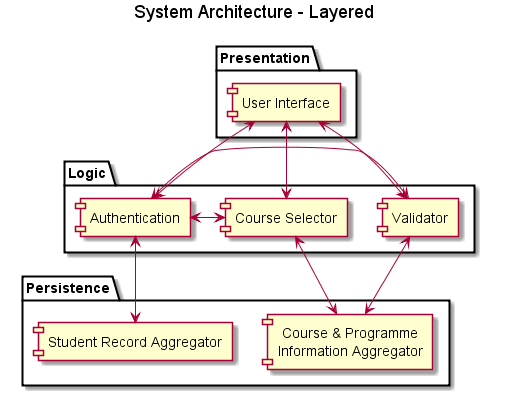 System Architecture - Layered
Presentation
User Interface
Logic
Authentication
Course Selector
Validator
Persistence
Student Record Aggregator
Course & Programme
Information Aggregator